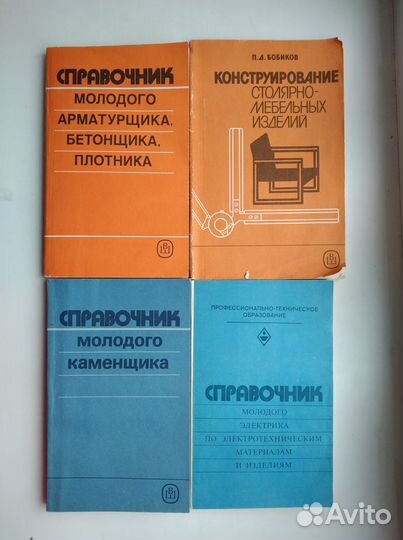 СПРАВОЧНИК
МОЛОДОГО
АРМАТУРЩИКА,
БЕТОНЩИКА,
ПЛОТНИКА
П.Д. БОБИКОВ
КОНСТРУИРОВАНИЕ
СТОЛЯРНО-
МЕБЕЛЬНЫХ
ИЗДЕЛИЙ
СПРАВОЧНИК
МОЛОДОГО
КАМЕНЩИКА
ПРОФЕССИОНАЛЬНО-ТЕХНИЧЕСКОЕ
ОБРАЗОВАНИЕ
СПРАВОЧНИК
МОЛОДОГО
ЭЛЕКТРИКА
ПО ЭЛЕКТРОТЕХНИЧЕСКИМ
МАТЕРИАЛАМ
И ИЗДЕЛИЯМ
Avito